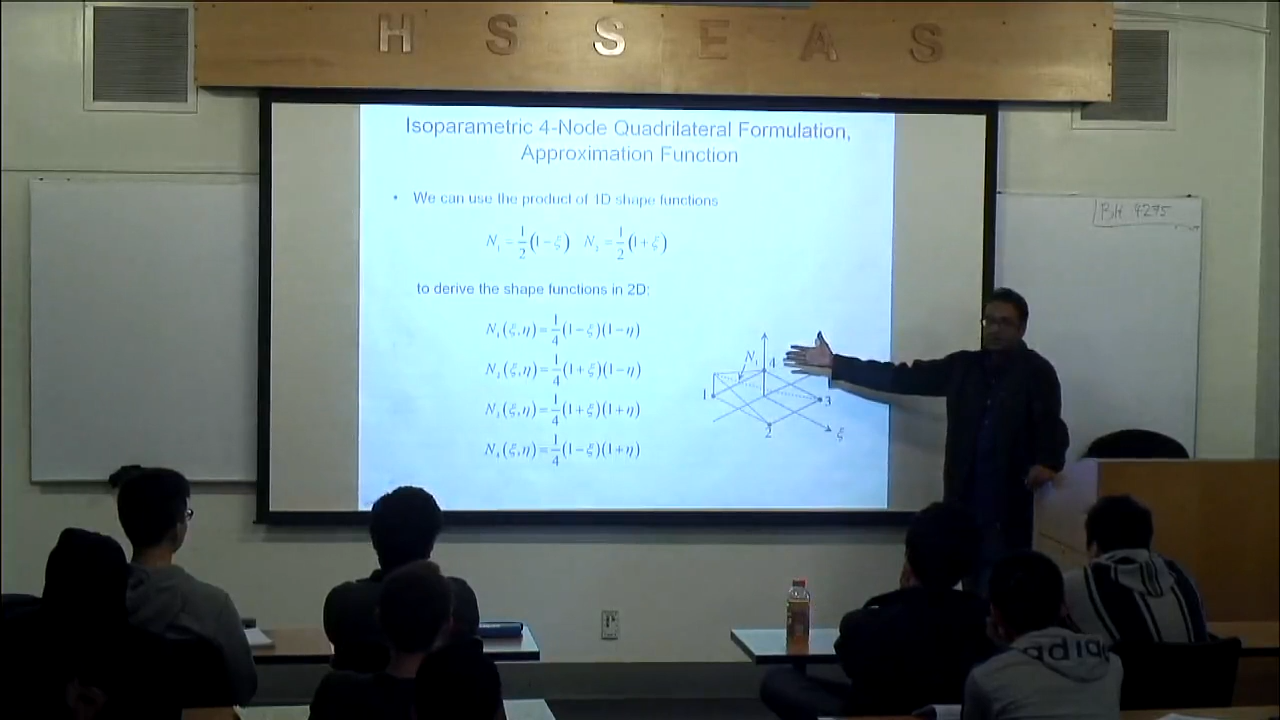 H S S E A S
Isoparametric 4-Node Quadrilateral Formulation,
Approximation Function
• We can use the product of 1D shape functions
N₁ = 1/2 (1 − ξ)   N₂ = 1/2 (1 + ξ)
to derive the shape functions in 2D:
N₁(ξ,η) = 1/4 (1−ξ)(1−η)
N₂(ξ,η) = 1/4 (1+ξ)(1−η)
N₃(ξ,η) = 1/4 (1+ξ)(1+η)
N₄(ξ,η) = 1/4 (1−ξ)(1+η)
N₁
4
1
3
2
ξ
BH 4275
adidas